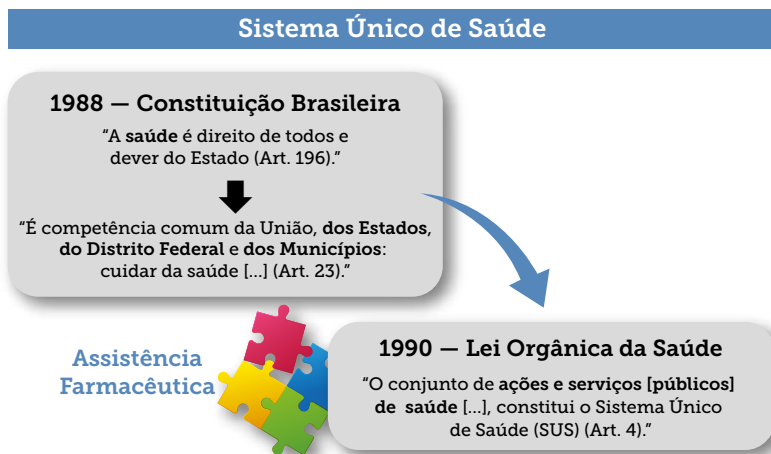 Sistema Único de Saúde
1988 — Constituição Brasileira
“A saúde é direito de todos e
dever do Estado (Art. 196).”
“É competência comum da União, dos Estados,
do Distrito Federal e dos Municípios:
cuidar da saúde [...] (Art. 23).”
Assistência
Farmacêutica
1990 — Lei Orgânica da Saúde
“O conjunto de ações e serviços [públicos]
de saúde [...], constitui o Sistema Único
de Saúde (SUS) (Art. 4).”